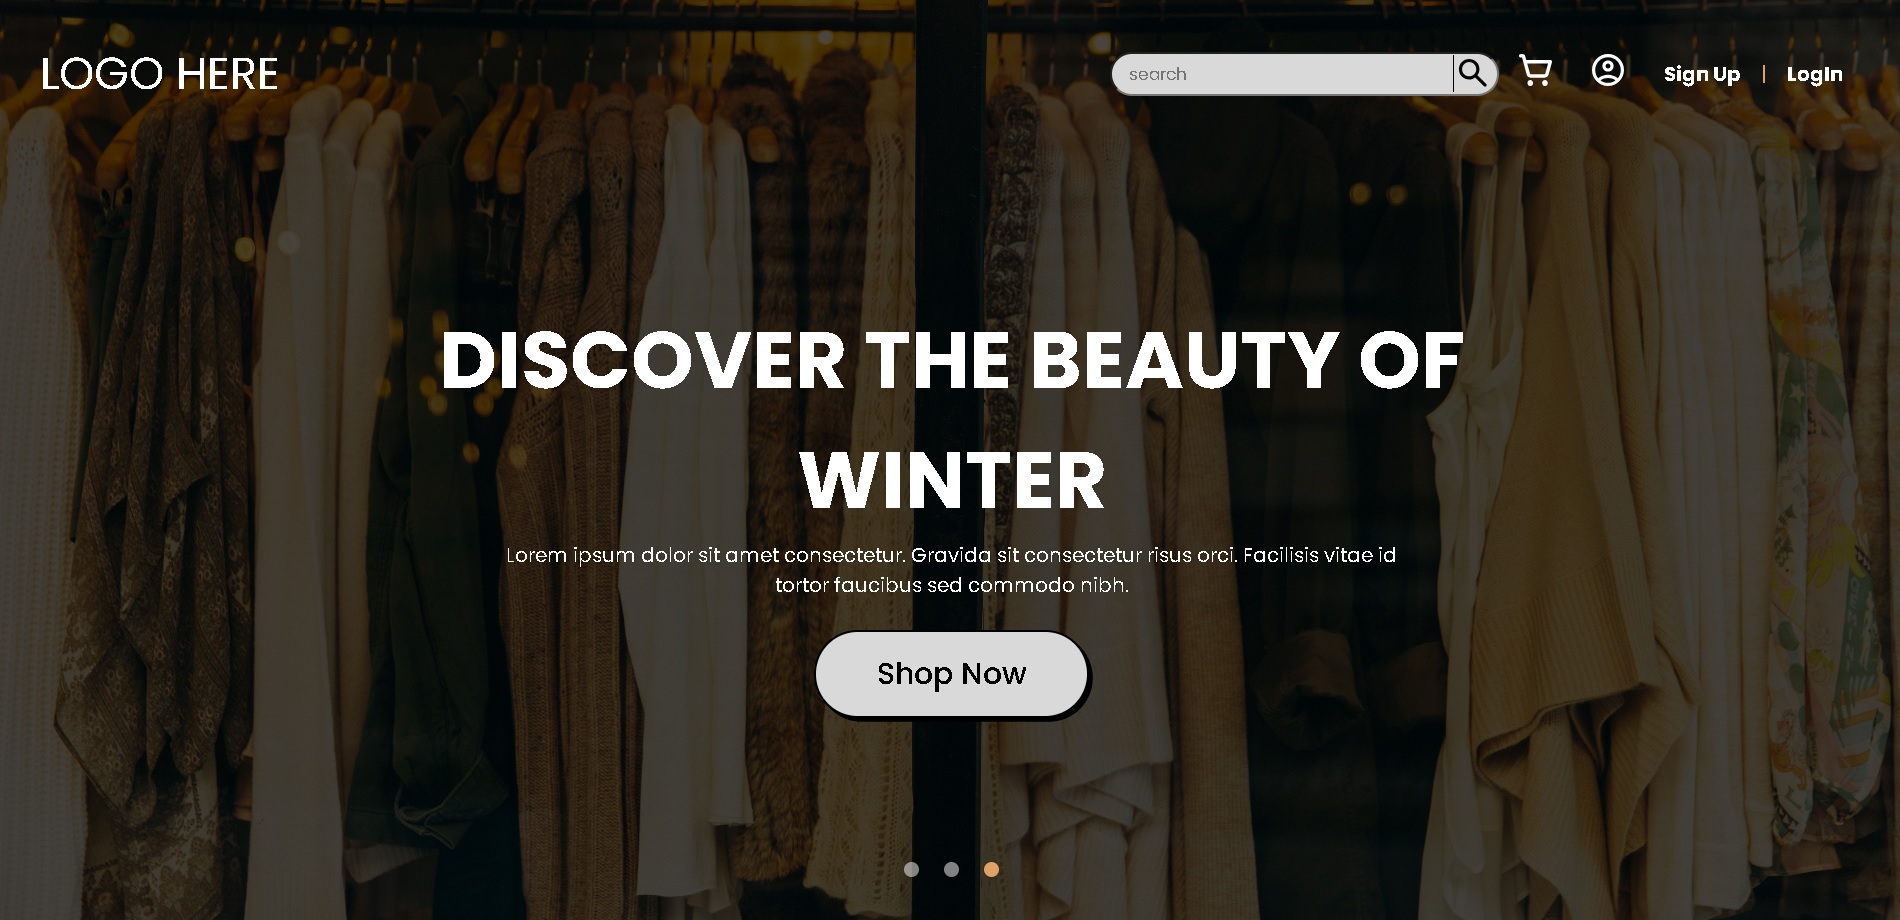 LOGO HERE
search
Sign Up | LogIn
DISCOVER THE BEAUTY OF
WINTER
Lorem ipsum dolor sit amet consectetur. Gravida sit consectetur risus orci. Facilisis vitae id
tortor faucibus sed commodo nibh.
Shop Now